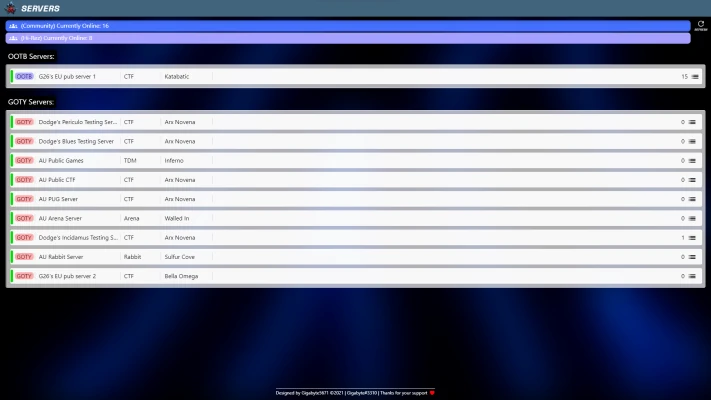 SERVERS
(Community) Currently Online: 16
(Hi-Rez) Currently Online: 8
REFRESH
OOTB Servers:
OOTB G26's EU pub server 1 CTF Katabatic 15
GOTY Servers:
GOTY Dodge's Periculo Testing Ser... CTF Arx Novena 0
GOTY Dodge's Blues Testing Server CTF Arx Novena 0
GOTY AU Public Games TDM Inferno 0
GOTY AU Public CTF CTF Arx Novena 0
GOTY AU PUG Server CTF Arx Novena 0
GOTY AU Arena Server Arena Walled In 0
GOTY Dodge's Incidamus Testing S... CTF Arx Novena 1
GOTY AU Rabbit Server Rabbit Sulfur Cove 0
GOTY G26's EU pub server 2 CTF Bella Omega 0
Designed by Gigabyte5671 ©2021 | Gigabyte#3310 | Thanks for your support